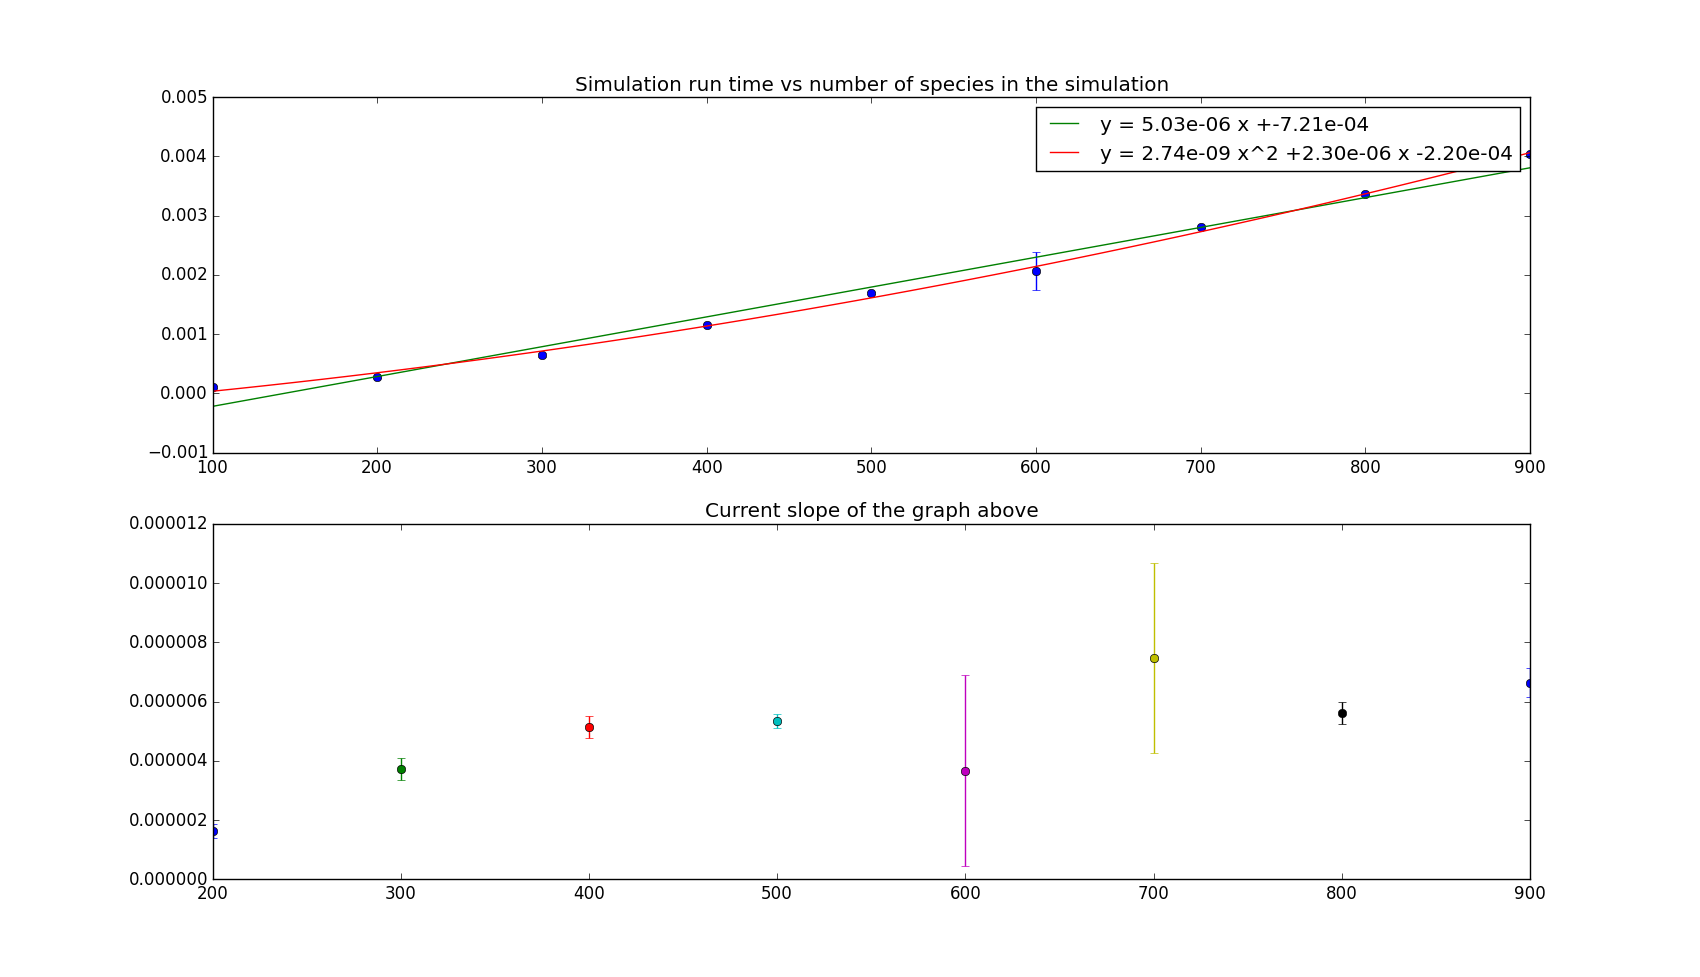 Simulation run time vs number of species in the simulation
0.005
0.004
0.003
0.002
0.001
0.000
−0.001
y = 5.03e-06 x +-7.21e-04
y = 2.74e-09 x^2 +2.30e-06 x -2.20e-04
100 200 300 400 500 600 700 800 900
Current slope of the graph above
0.000012
0.000010
0.000008
0.000006
0.000004
0.000002
0.000000
200 300 400 500 600 700 800 900